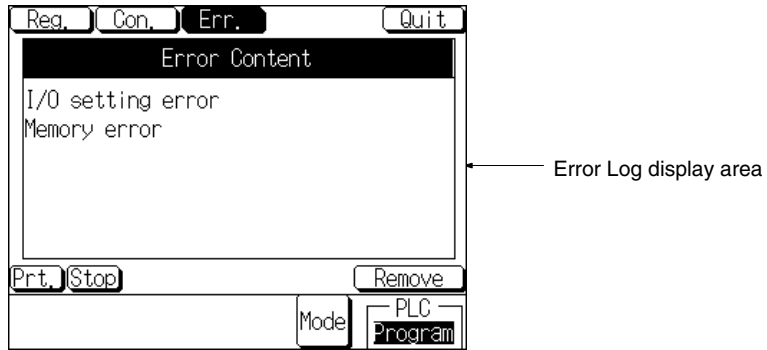 Reg. Con. Err. Quit
Error Content
I/O setting error
Memory error
Error Log display area
Prt. Stop Remove
Mode PLC
Program